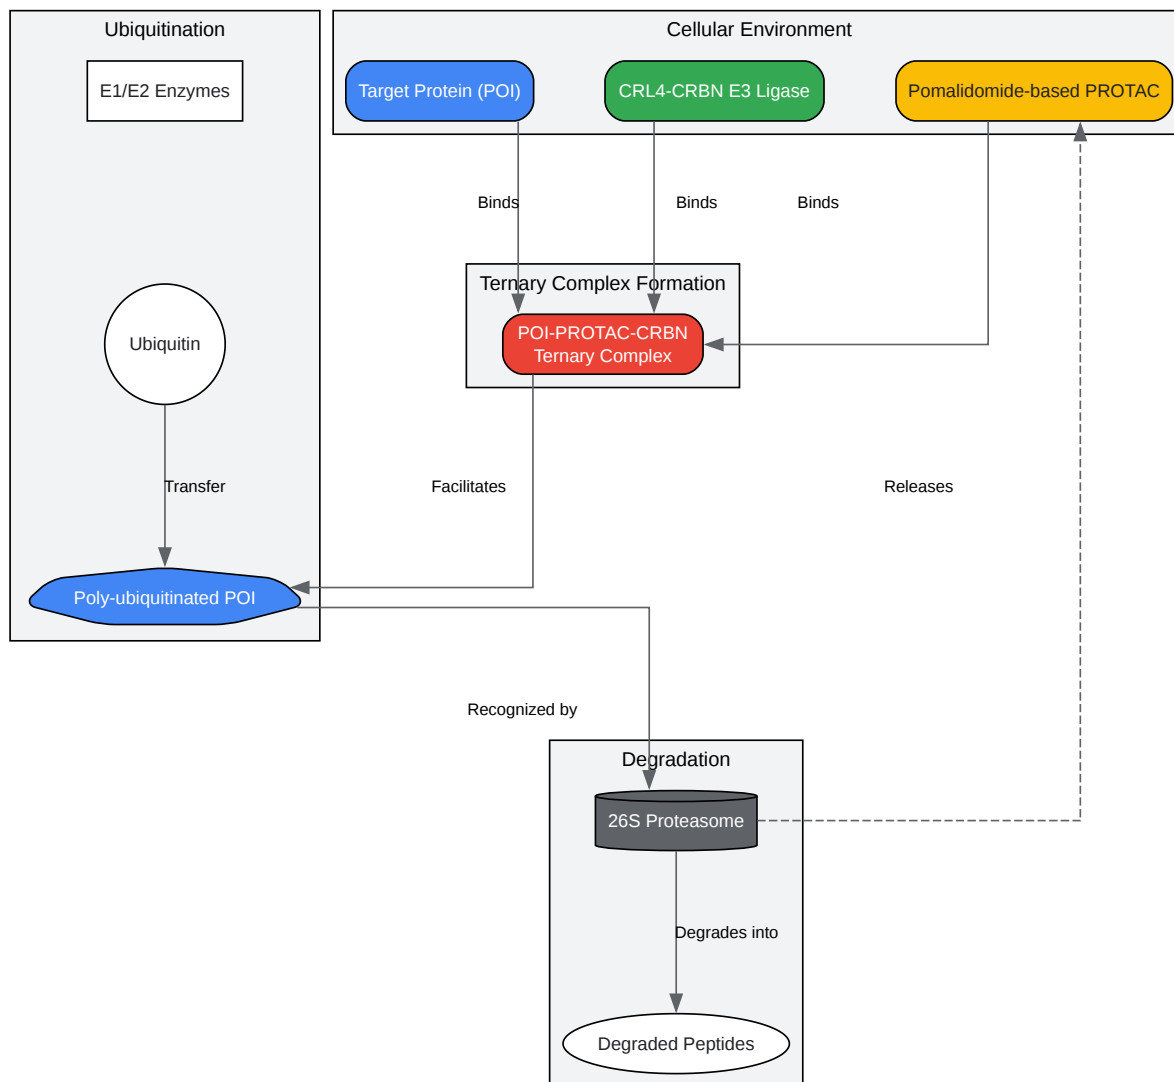 Ubiquitination
Cellular Environment
E1/E2 Enzymes
Target Protein (POI)
CRL4-CRBN E3 Ligase
Pomalidomide-based PROTAC
Binds
Binds
Binds
Ternary Complex Formation
POI-PROTAC-CRBN
Ternary Complex
Ubiquitin
Transfer
Facilitates
Releases
Poly-ubiquitinated POI
Recognized by
Degradation
26S Proteasome
Degrades into
Degraded Peptides